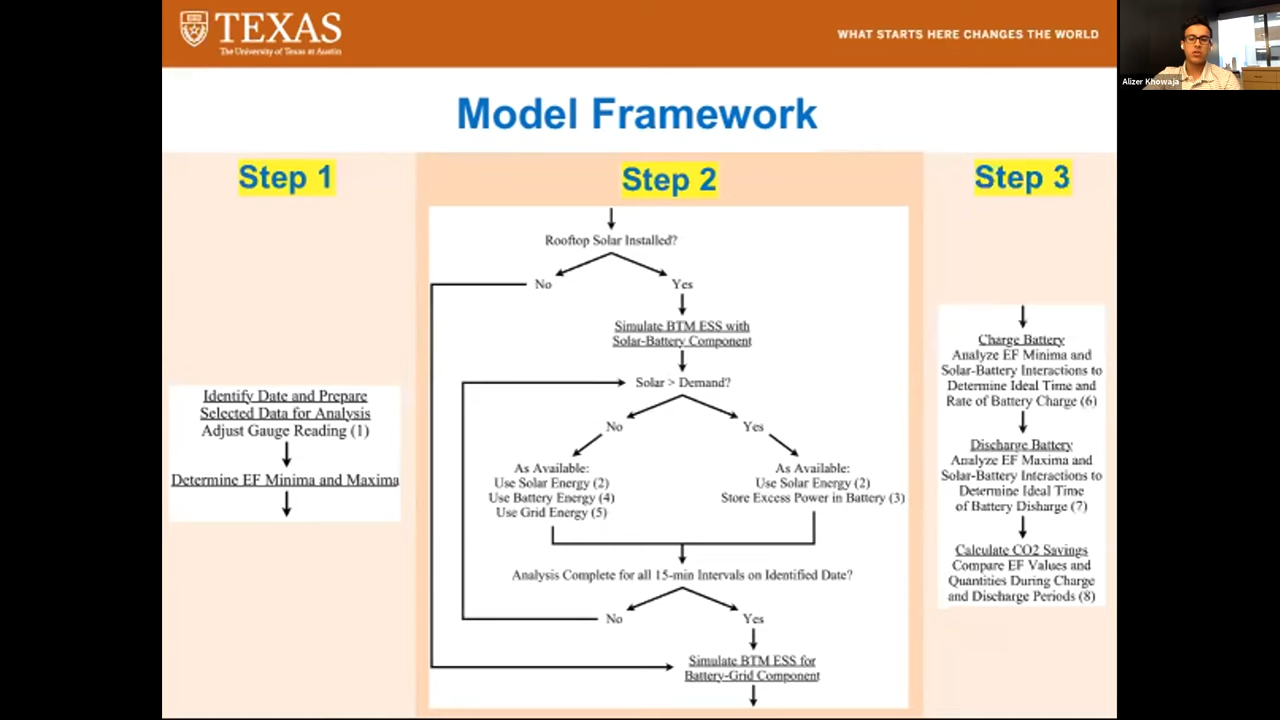 TEXAS
The University of Texas at Austin
WHAT STARTS HERE CHANGES THE WORLD
Alizer Khowaja
Model Framework
Step 1
Identify Date and Prepare
Selected Data for Analysis
Adjust Gauge Reading (1)
Determine EF Minima and Maxima
Step 2
Rooftop Solar Installed?
No
Yes
Simulate BTM ESS with
Solar-Battery Component
Solar > Demand?
No
Yes
As Available:
Use Solar Energy (2)
Use Battery Energy (4)
Use Grid Energy (5)
As Available:
Use Solar Energy (2)
Store Excess Power in Battery (3)
Analysis Complete for all 15-min Intervals on Identified Date?
No
Yes
Simulate BTM ESS for
Battery-Grid Component
Step 3
Charge Battery
Analyze EF Minima and
Solar-Battery Interactions to
Determine Ideal Time and
Rate of Battery Charge (6)
Discharge Battery
Analyze EF Maxima and
Solar-Battery Interactions to
Determine Ideal Time
of Battery Disharge (7)
Calculate CO2 Savings
Compare EF Values and
Quantities During Charge
and Discharge Periods (8)